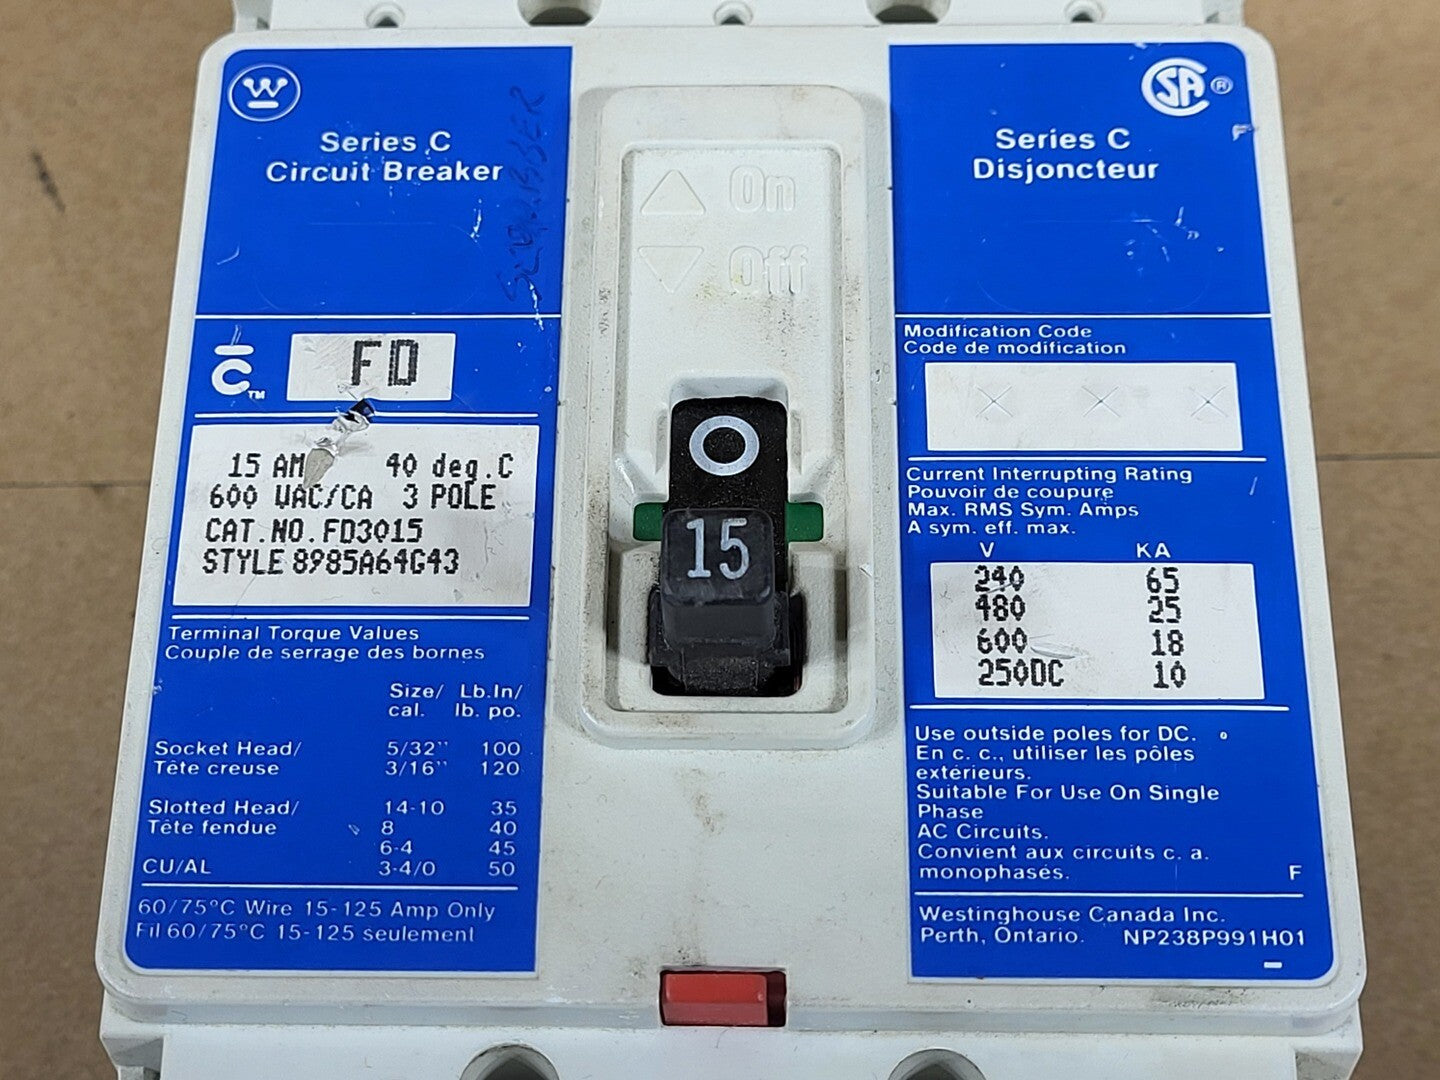 W
Series C
Circuit Breaker
C™
FD
15 AM 40 deg.C
600 VAC/CA 3 POLE
CAT.NO.FD3015
STYLE 8985A64G43
Terminal Torque Values
Couple de serrage des bornes
Size/ Lb.In/
cal. lb. po.
Socket Head/ 5/32" 100
Tête creuse 3/16" 120
Slotted Head/ 14-10 35
Tête fendue 8 40
6-4 45
CU/AL 3-4/0 50
60/75°C Wire 15-125 Amp Only
Fil 60/75°C 15-125 seulement
On
Off
O
15
CSA®
Series C
Disjoncteur
Modification Code
Code de modification
Current Interrupting Rating
Pouvoir de coupure
Max. RMS Sym. Amps
A sym. eff. max.
V KA
240 65
480 25
600 18
250DC 10
Use outside poles for DC.
En c. c., utiliser les pôles
extérieurs.
Suitable For Use On Single
Phase
AC Circuits.
Convient aux circuits c. a.
monophasés. F
Westinghouse Canada Inc.
Perth, Ontario. NP238P991H01